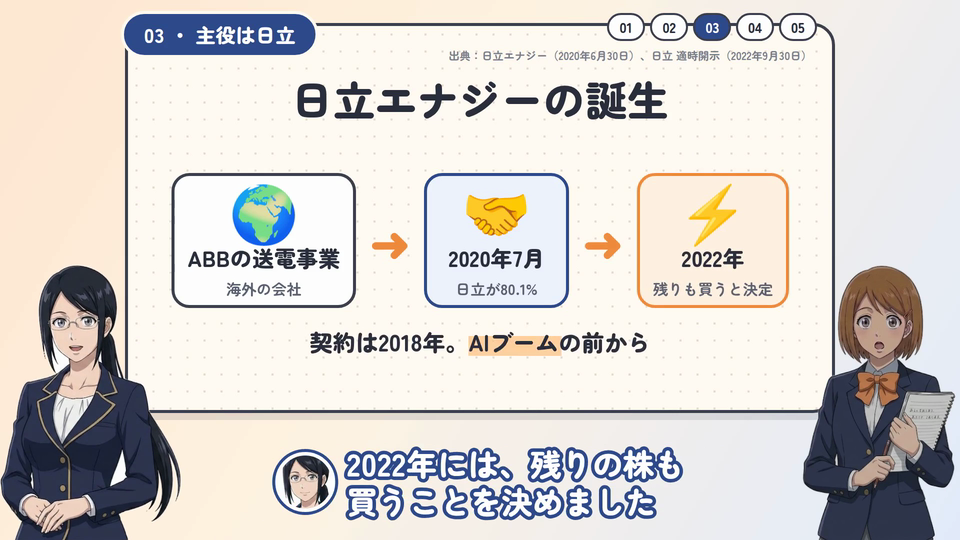 03 ・ 主役は日立
01 02 03 04 05
出典：日立エナジー（2020年6月30日）、日立 適時開示（2022年9月30日）
日立エナジーの誕生
ABBの送電事業
海外の会社
2020年7月
日立が80.1%
2022年
残りも買うと決定
契約は2018年。AIブームの前から
2022年には、残りの株も
買うことを決めました